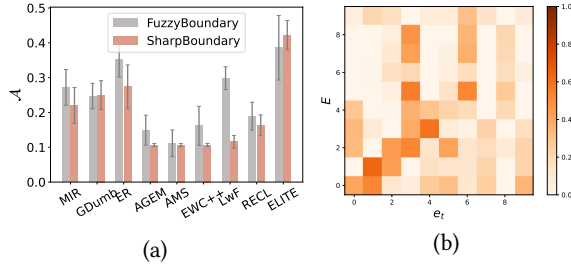 0.5
0.4
0.3
0.2
0.1
0.0
𝒜
FuzzyBoundary
SharpBoundary
MIR
GDumb
ER
AGEM
AMS
EWC++
LwF
RECL
ELITE
(a)
8
6
4
2
0
E
0 2 4 6 8
e_t
1.0
0.8
0.6
0.4
0.2
0.0
(b)